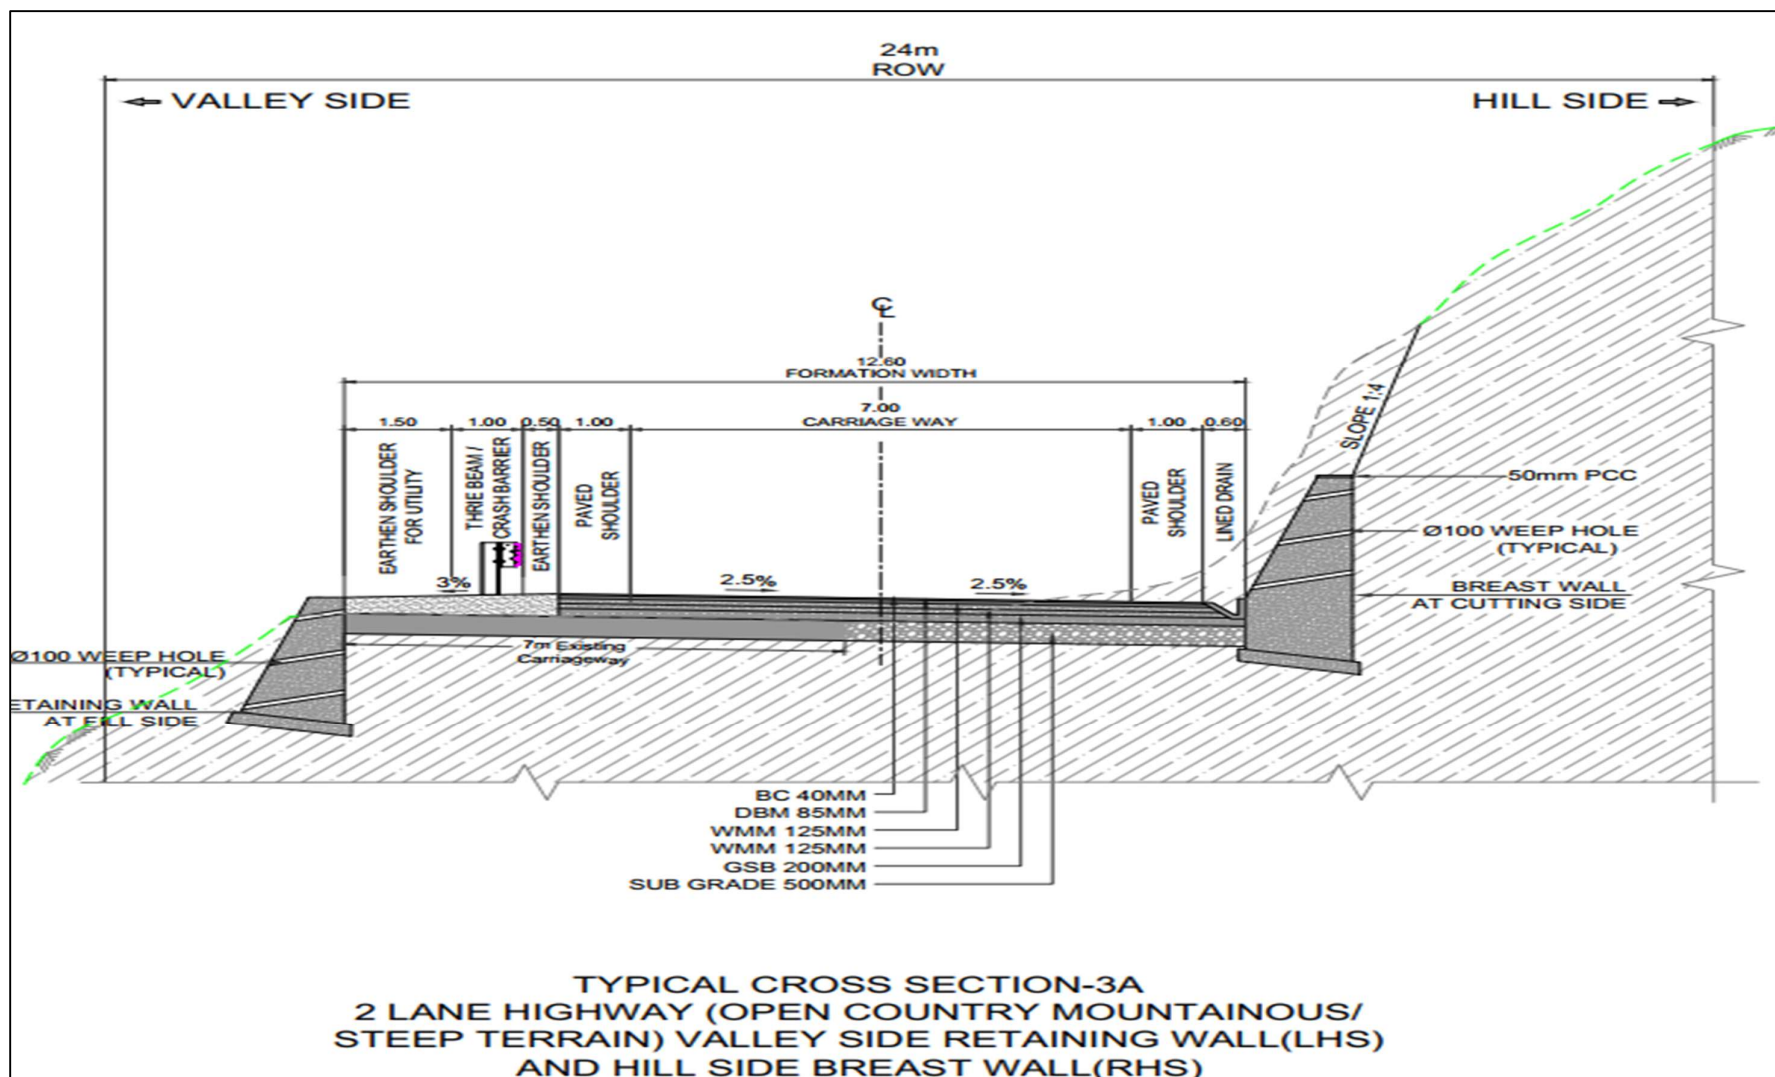 24m
ROW
VALLEY SIDE
HILL SIDE
℄
12.60
FORMATION WIDTH
7.00
CARRIAGE WAY
1.50
1.00
0.50
1.00
1.00
0.60
EARTHEN SHOULDER
FOR UTILITY
THRIE BEAM /
CRASH BARRIER
EARTHEN SHOULDER
PAVED
SHOULDER
PAVED
SHOULDER
LINED DRAIN
SLOPE 1:4
50mm PCC
Ø100 WEEP HOLE
(TYPICAL)
BREAST WALL
AT CUTTING SIDE
3%
2.5%
2.5%
7m Existing
Carriageway
Ø100 WEEP HOLE
(TYPICAL)
ETAINING WALL
AT FILL SIDE
BC 40MM
DBM 85MM
WMM 125MM
WMM 125MM
GSB 200MM
SUB GRADE 500MM
TYPICAL CROSS SECTION-3A
2 LANE HIGHWAY (OPEN COUNTRY MOUNTAINOUS/
STEEP TERRAIN) VALLEY SIDE RETAINING WALL(LHS)
AND HILL SIDE BREAST WALL(RHS)